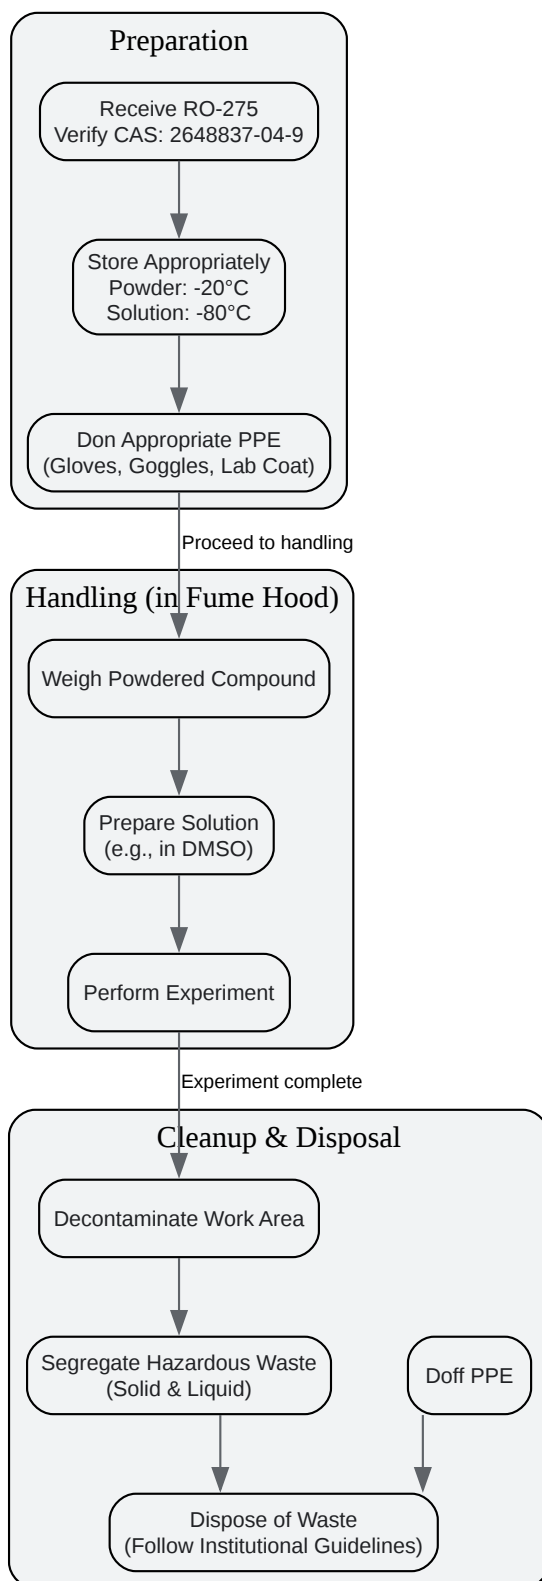 Preparation
Receive RO-275
Verify CAS: 2648837-04-9
Store Appropriately
Powder: -20°C
Solution: -80°C
Don Appropriate PPE
(Gloves, Goggles, Lab Coat)
Proceed to handling
Handling (in Fume Hood)
Weigh Powdered Compound
Prepare Solution
(e.g., in DMSO)
Perform Experiment
Experiment complete
Cleanup & Disposal
Decontaminate Work Area
Segregate Hazardous Waste
(Solid & Liquid)
Doff PPE
Dispose of Waste
(Follow Institutional Guidelines)